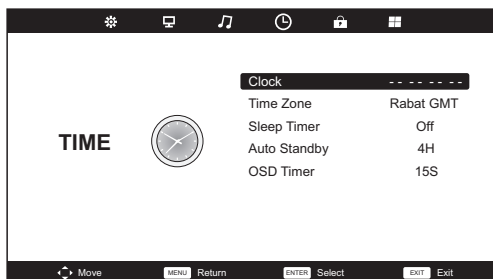 Clock - - - - - - - -
Time Zone Rabat GMT
Sleep Timer Off
TIME
Auto Standby 4H
OSD Timer 15S
Move MENU Return ENTER Select EXIT Exit